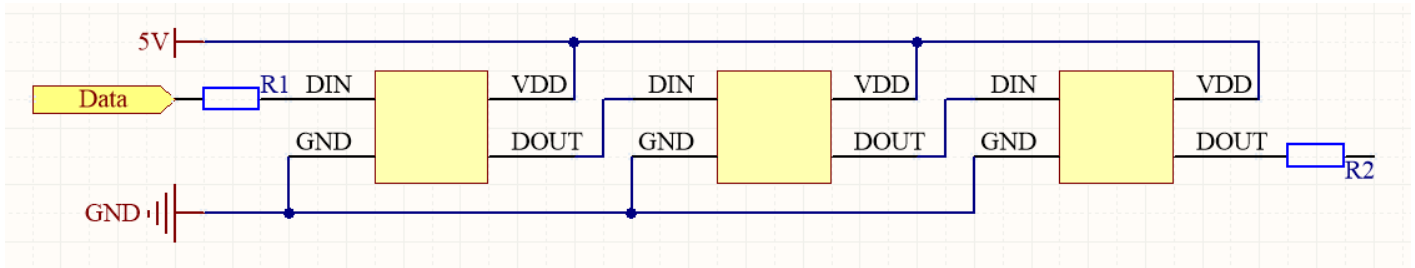 5V
Data R1 DIN VDD DIN VDD DIN VDD
GND DOUT GND DOUT GND DOUT R2
GND